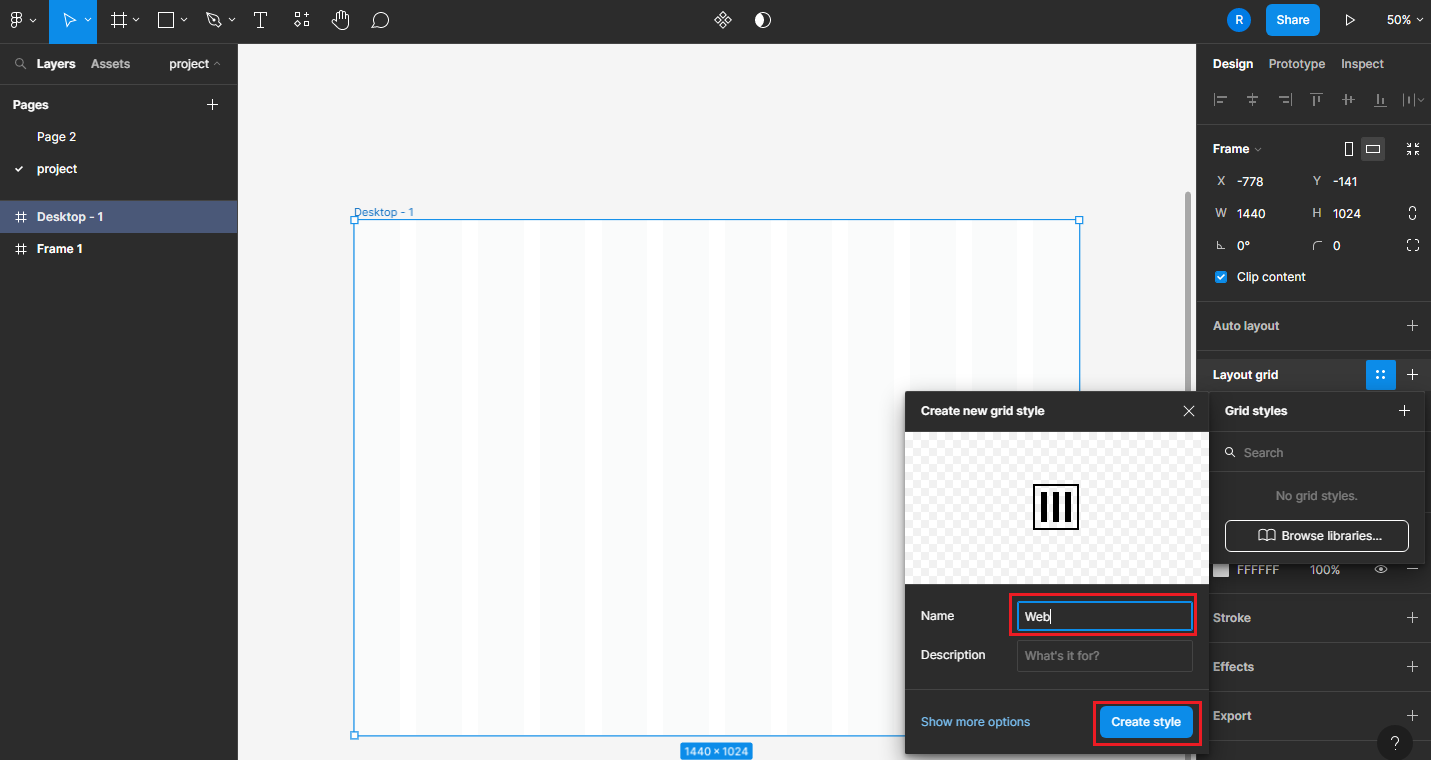 R
Share
50%
Layers Assets project
Pages
Page 2
project
Desktop - 1
Frame 1
Desktop - 1
1440 × 1024
Design Prototype Inspect
Frame
X -778 Y -141
W 1440 H 1024
0° 0
Clip content
Auto layout
Layout grid
Grid styles
Search
No grid styles.
Browse libraries...
FFFFFF 100%
Stroke
Effects
Export
?
Create new grid style
Name Web
Description What's it for?
Show more options Create style